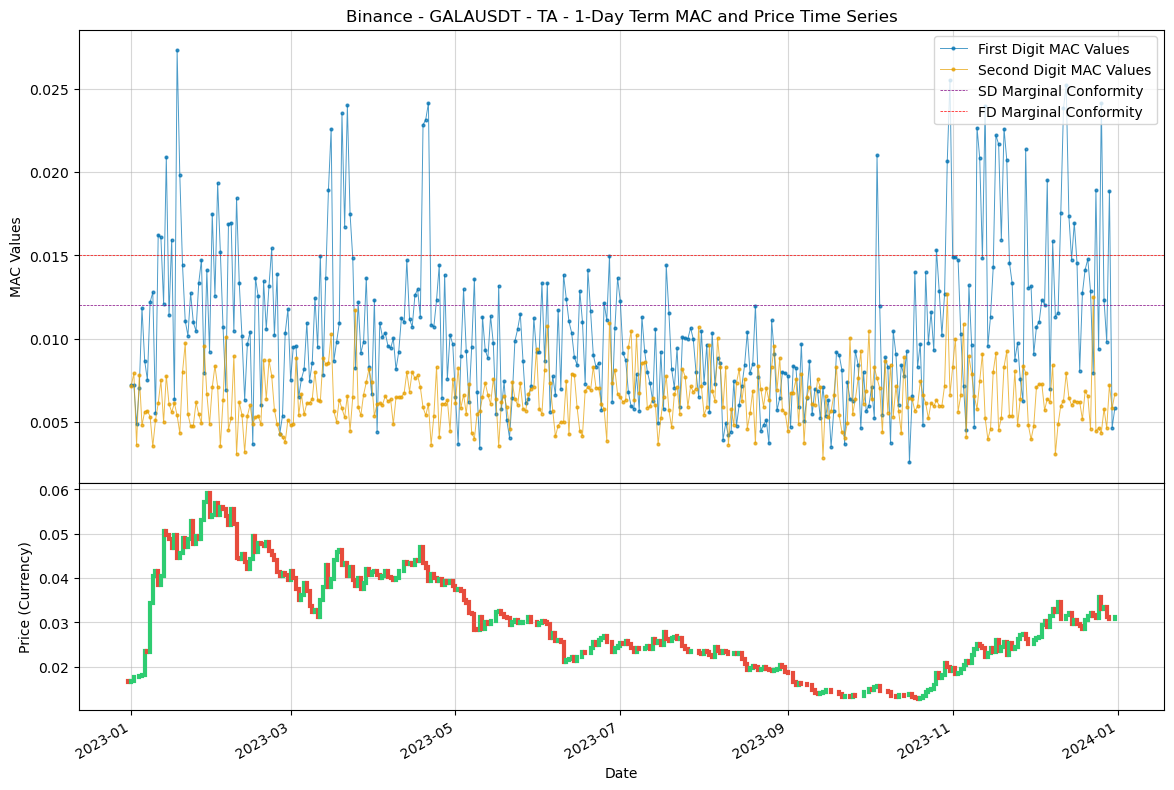 Binance - GALAUSDT - TA - 1-Day Term MAC and Price Time Series
First Digit MAC Values
Second Digit MAC Values
SD Marginal Conformity
FD Marginal Conformity
MAC Values
0.025
0.020
0.015
0.010
0.005
Price (Currency)
0.06
0.05
0.04
0.03
0.02
2023-01
2023-03
2023-05
2023-07
2023-09
2023-11
2024-01
Date